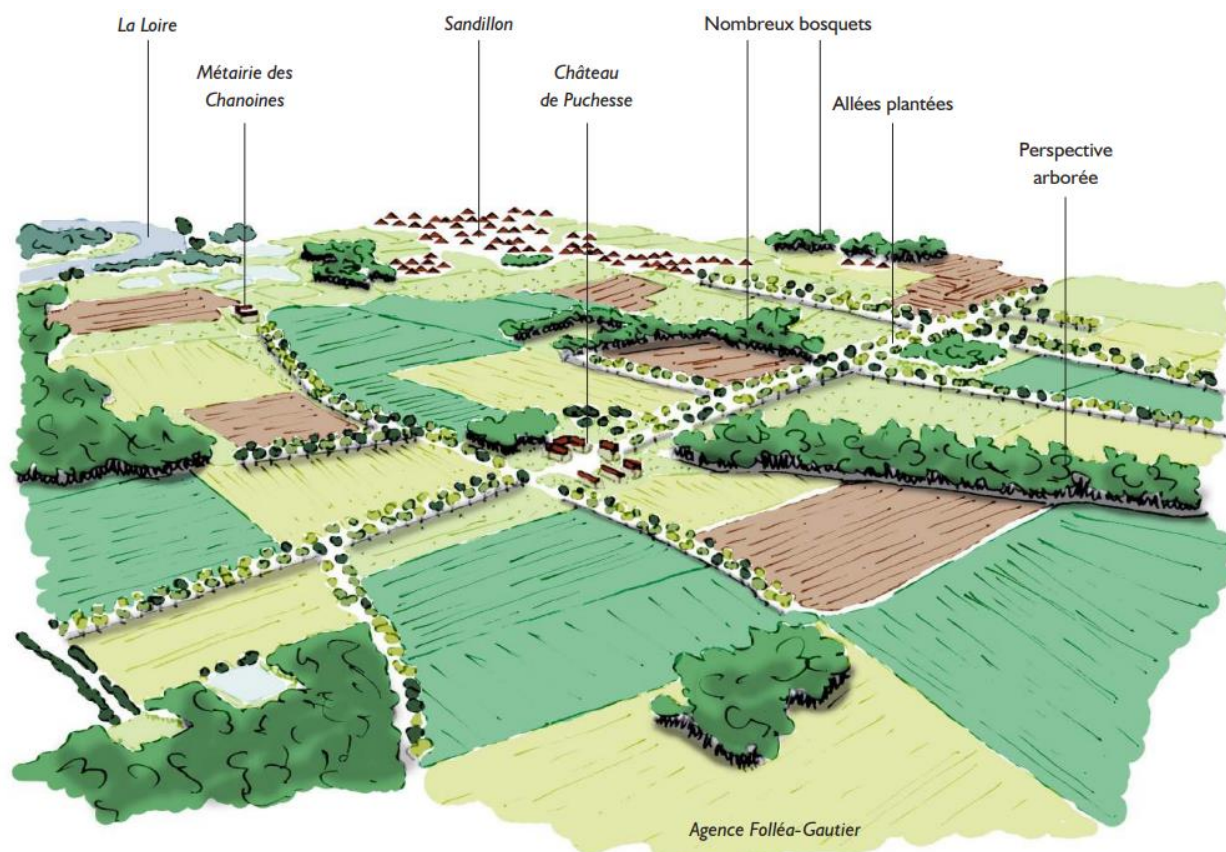 La Loire
Sandillon
Nombreux bosquets
Métairie des
Chanoines
Château
de Puchesse
Allées plantées
Perspective
arborée
Agence Folléa-Gautier